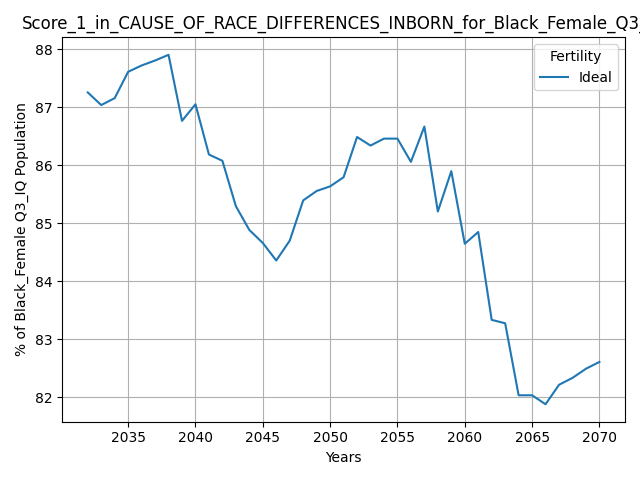 Score_1_in_CAUSE_OF_RACE_DIFFERENCES_INBORN_for_Black_Female_Q3_
Fertility
Ideal
% of Black_Female Q3_IQ Population
88
87
86
85
84
83
82
2035 2040 2045 2050 2055 2060 2065 2070
Years